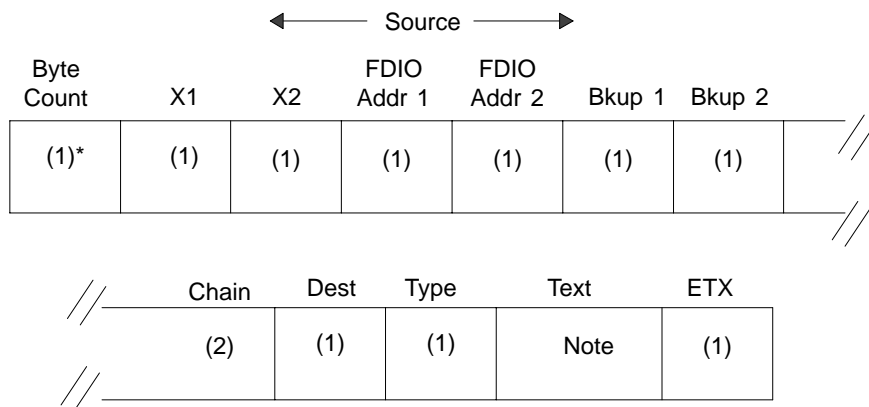 Source
Byte Count X1 X2 FDIO Addr 1 FDIO Addr 2 Bkup 1 Bkup 2
(1)* (1) (1) (1) (1) (1) (1)
Chain Dest Type Text ETX
(2) (1) (1) Note (1)